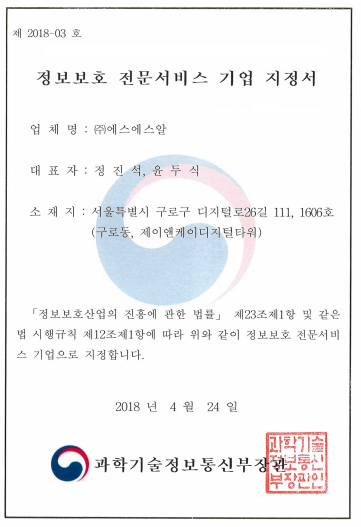 제 2018-03 호
정보보호 전문서비스 기업 지정서
업 체 명 : ㈜에스에스알
대 표 자 : 정 진 석, 윤 두 식
소 재 지 : 서울특별시 구로구 디지털로26길 111, 1606호
(구로동, 제이앤케이디지털타워)
「정보보호산업의 진흥에 관한 법률」 제23조제1항 및 같은
법 시행규칙 제12조제1항에 따라 위와 같이 정보보호 전문서비
스 기업으로 지정합니다.
2018 년 4 월 24 일
과학기술정보통신부장관
과학기술
정보통신
부장관인